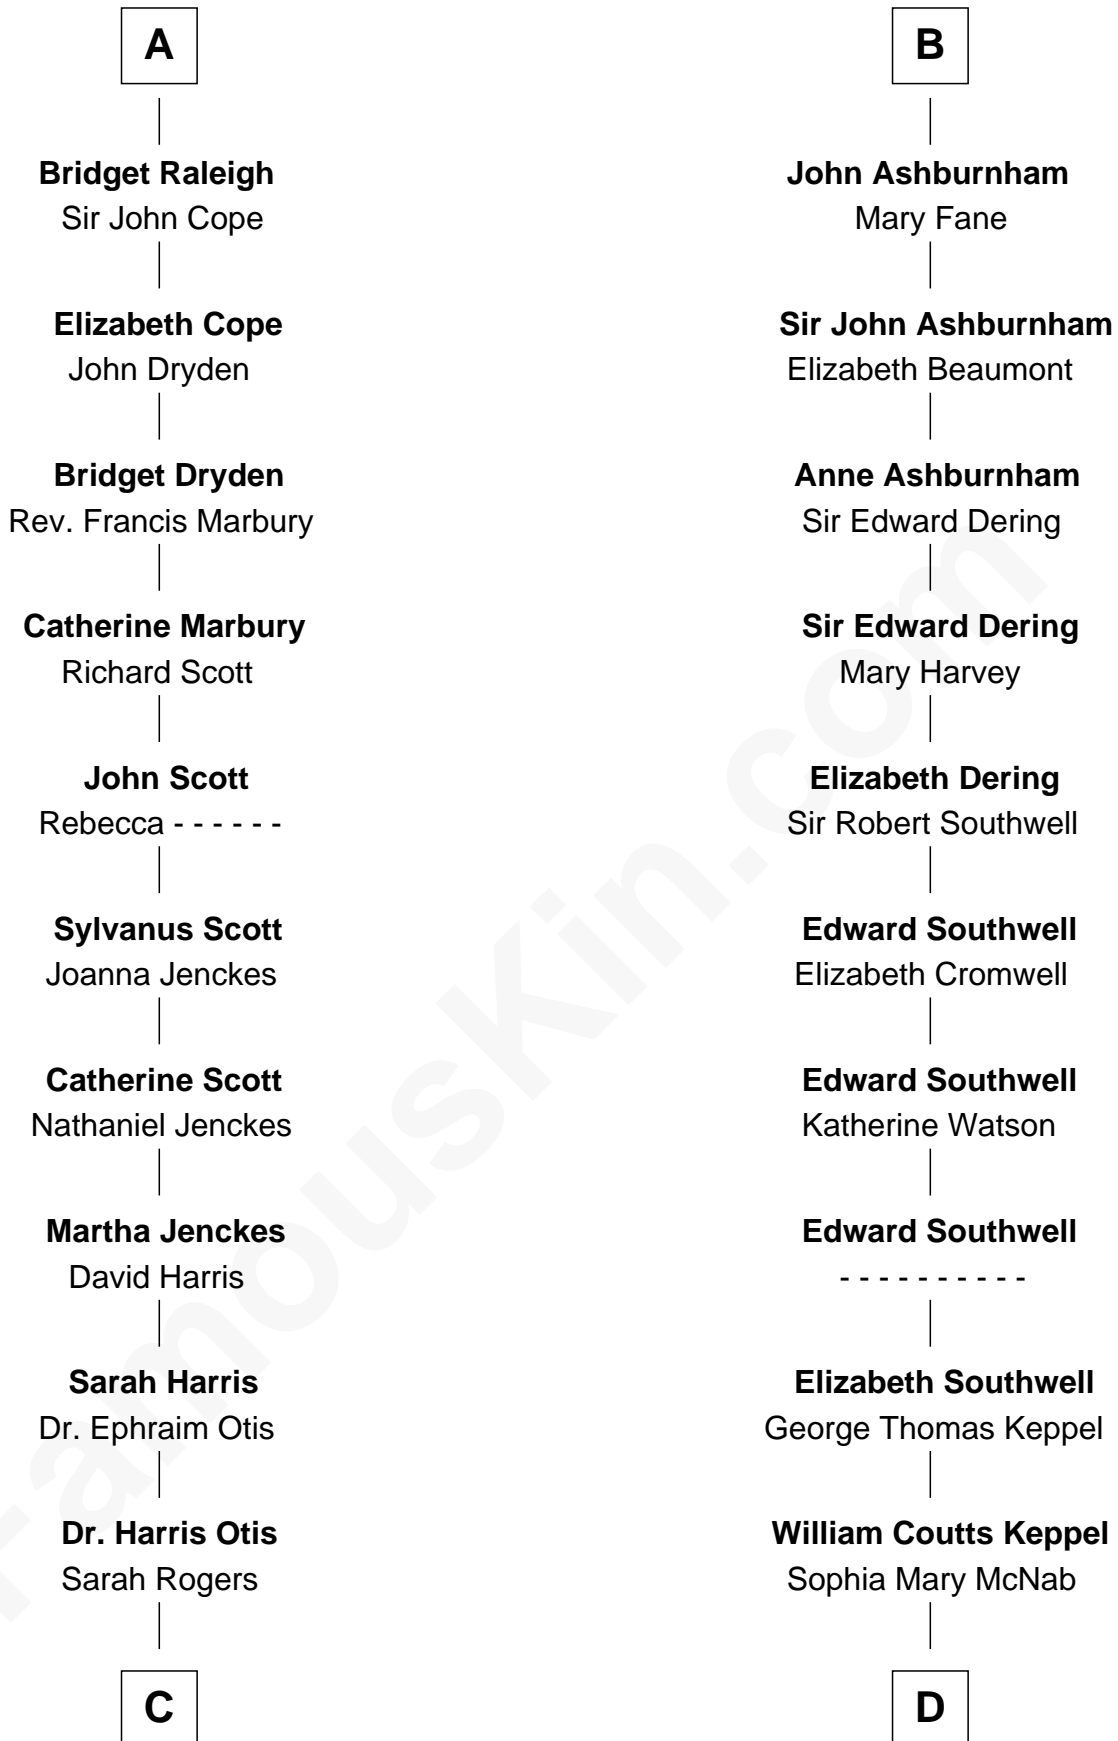 A
Bridget Raleigh
Sir John Cope
Elizabeth Cope
John Dryden
Bridget Dryden
Rev. Francis Marbury
Catherine Marbury
Richard Scott
John Scott
Rebecca - - - - - -
Sylvanus Scott
Joanna Jenckes
Catherine Scott
Nathaniel Jenckes
Martha Jenckes
David Harris
Sarah Harris
Dr. Ephraim Otis
Dr. Harris Otis
Sarah Rogers
C
B
John Ashburnham
Mary Fane
Sir John Ashburnham
Elizabeth Beaumont
Anne Ashburnham
Sir Edward Dering
Sir Edward Dering
Mary Harvey
Elizabeth Dering
Sir Robert Southwell
Edward Southwell
Elizabeth Cromwell
Edward Southwell
Katherine Watson
Edward Southwell
- - - - - - - - - -
Elizabeth Southwell
George Thomas Keppel
William Coutts Keppel
Sophia Mary McNab
D
FamousKin.com